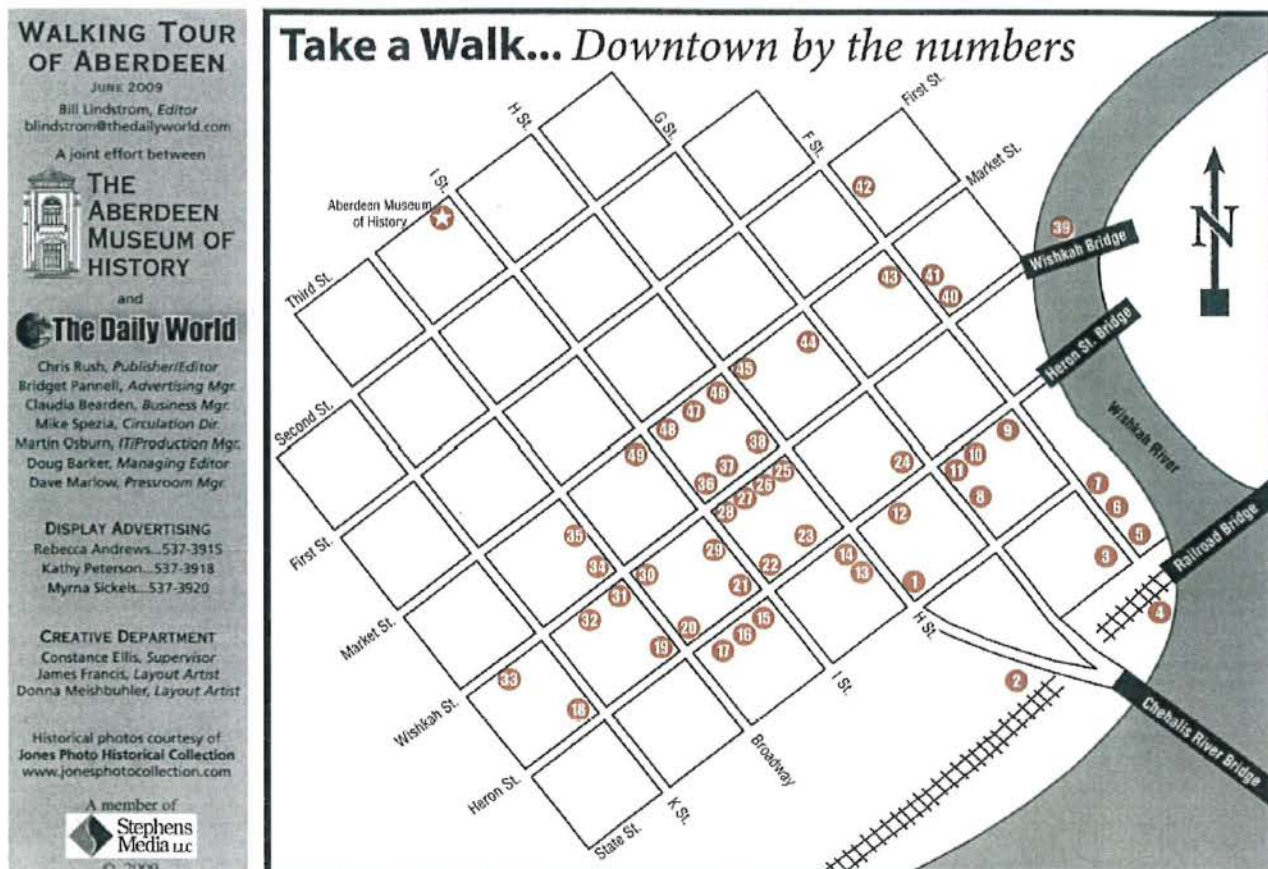 WALKING TOUR
OF ABERDEEN
JUNE 2009
Bill Lindstrom, Editor
blindstrom@thedailyworld.com
A joint effort between
THE
ABERDEEN
MUSEUM OF
HISTORY
and
The Daily World
Chris Rush, Publisher/Editor
Bridget Pannell, Advertising Mgr.
Claudia Bearden, Business Mgr.
Mike Spezia, Circulation Dir.
Martin Osburn, IT/Production Mgr.
Doug Barker, Managing Editor
Dave Marlow, Pressroom Mgr.
DISPLAY ADVERTISING
Rebecca Andrews...537-3915
Kathy Peterson...537-3918
Myrna Sickels...537-3920
CREATIVE DEPARTMENT
Constance Ellis, Supervisor
James Francis, Layout Artist
Donna Meishbuhler, Layout Artist
Historical photos courtesy of
Jones Photo Historical Collection
www.jonesphotocollection.com
A member of
Stephens
Media LLC
© 2009
Take a Walk... Downtown by the numbers
First St.
H St.
G St.
F St.
Market St.
I St.
42
Aberdeen Museum
of History
39
Wishkah Bridge
N
43
41
40
Third St.
Heron St. Bridge
44
45
46
47
48
Wishkah River
Second St.
49
38
37
36
25
26
27
28
24
9
10
11
8
7
6
5
12
First St.
35
34
29
23
14
13
3
Railroad Bridge
22
21
30
31
32
1
4
H St.
Market St.
20
19
15
16
17
I St.
2
33
18
Chehalis River Bridge
Wishkah St.
Broadway
Heron St.
K St.
State St.